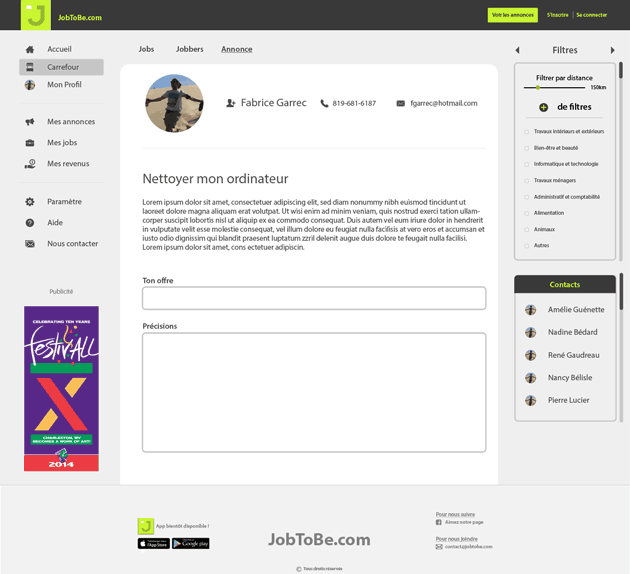 J
JobToBe.com
Voir les annonces
S'inscrire | Se connecter
Accueil
Carrefour
Mon Profil
Mes annonces
Mes jobs
Mes revenus
Paramètre
Aide
Nous contacter
Publicité
CELEBRATING TEN YEARS
FestivALL
CHARLESTON, WV
BECOMES A WORK OF ART!
2014
Jobs
Jobbers
Annonce
Fabrice Garrec
819-681-6187
fgarrec@hotmail.com
Nettoyer mon ordinateur
Lorem ipsum dolor sit amet, consectetuer adipiscing elit, sed diam nonummy nibh euismod tincidunt ut
laoreet dolore magna aliquam erat volutpat. Ut wisi enim ad minim veniam, quis nostrud exerci tation ullam-
corper suscipit lobortis nisl ut aliquip ex ea commodo consequat. Duis autem vel eum iriure dolor in hendrerit
in vulputate velit esse molestie consequat, vel illum dolore eu feugiat nulla facilisis at vero eros et accumsan et
iusto odio dignissim qui blandit praesent luptatum zzril delenit augue duis dolore te feugait nulla facilisi.
Lorem ipsum dolor sit amet, cons ectetuer adipiscin.
Ton offre
Précisions
Filtres
Filtrer par distance
150km
de filtres
Travaux intérieurs et extérieum
Bien-être et beauté
Informatique et technologie
Travaux ménagers
Administratif et comptabilité
Alimentation
Animaux
Autres
Contacts
Amélie Guénette
Nadine Bédard
René Gaudreau
Nancy Bélisle
Pierre Lucier
J
App bientôt disponible !
App Store
Google play
JobToBe.com
Pour nous suivre
Aimez notre page
Pour nous joindre
contact@jobtobe.com
© Tous droits réservés